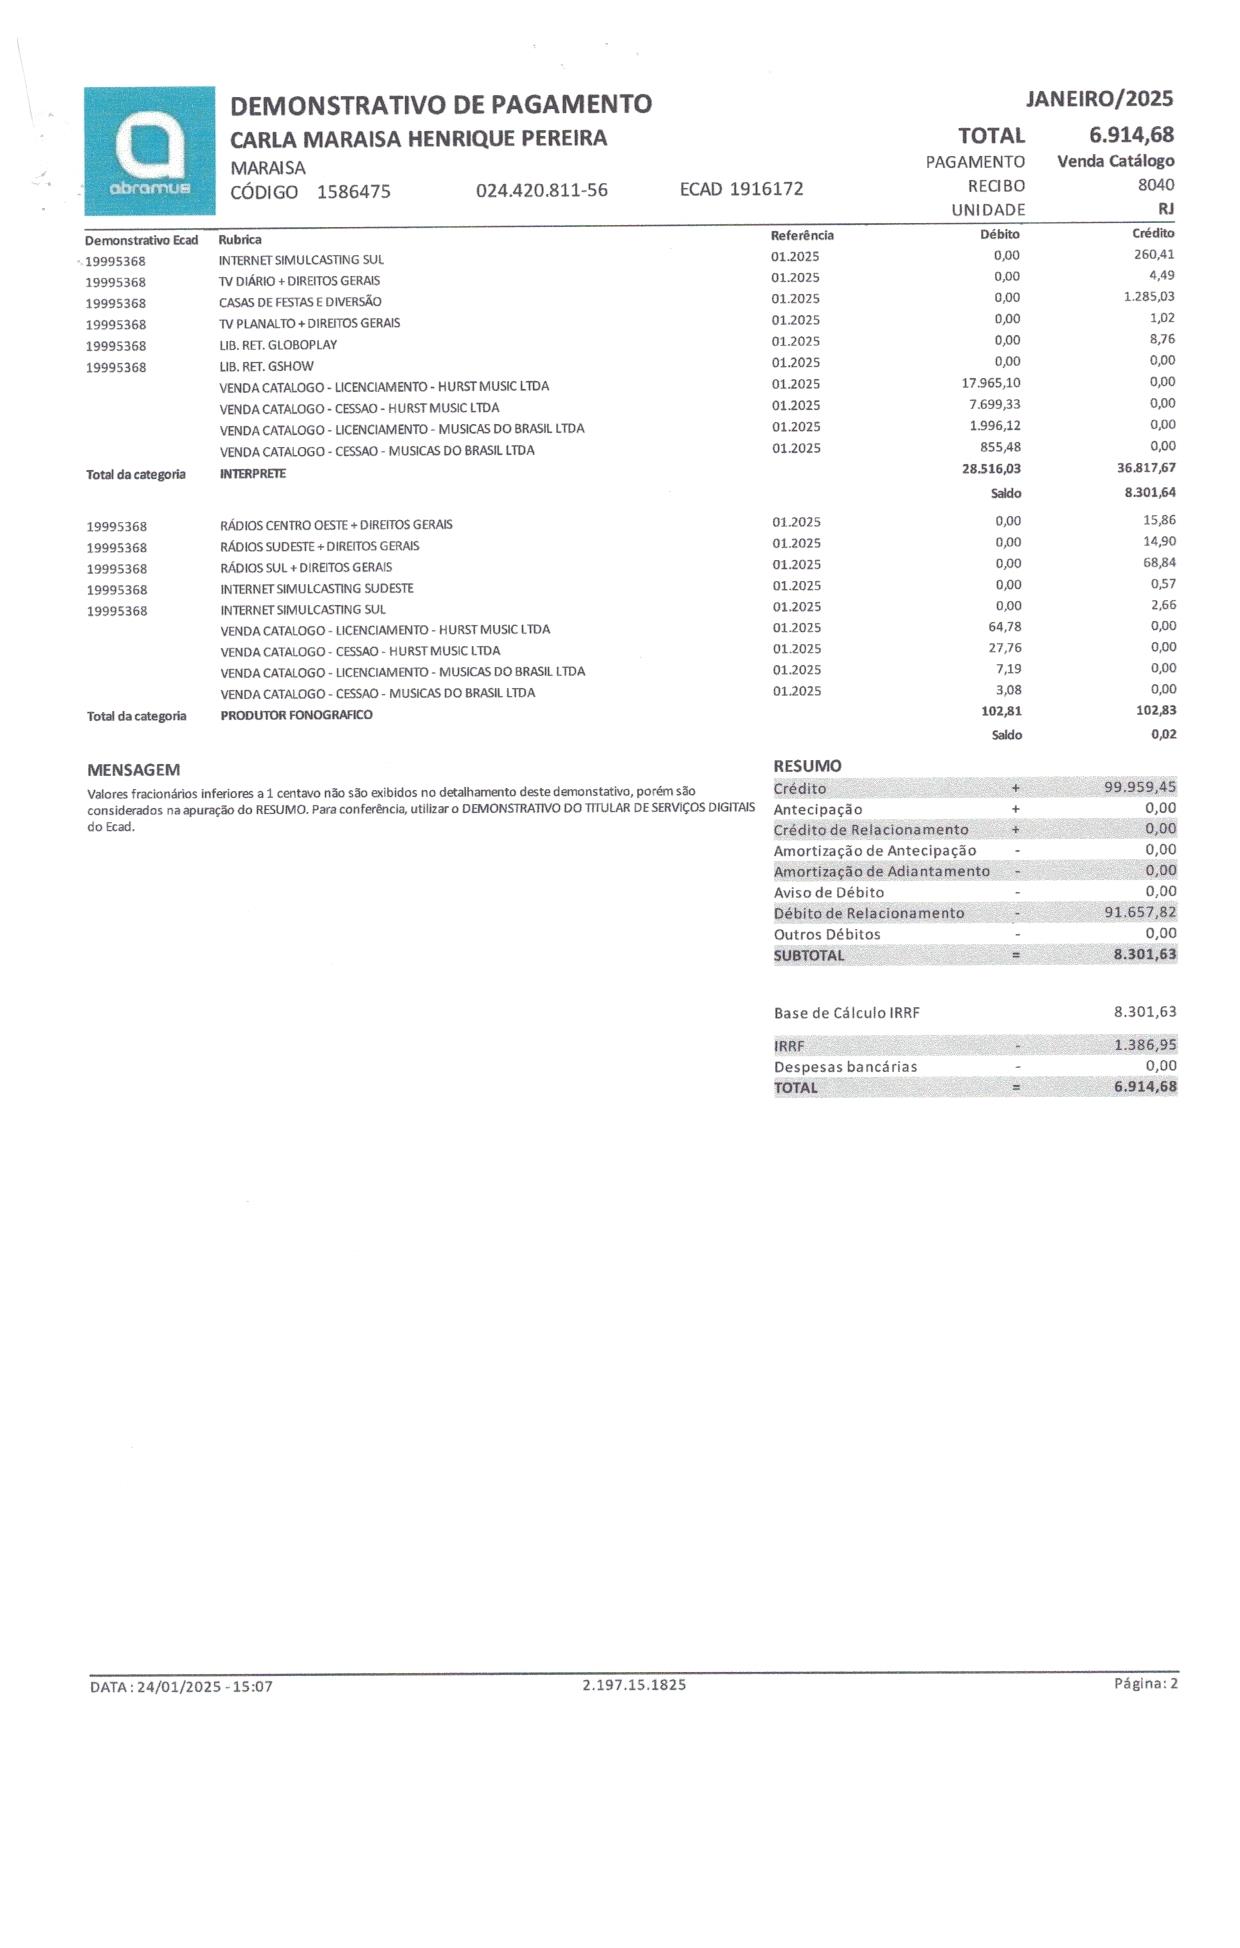 abramus
DEMONSTRATIVO DE PAGAMENTO
CARLA MARAISA HENRIQUE PEREIRA
MARAISA
CÓDIGO 1586475 024.420.811-56 ECAD 1916172
JANEIRO/2025
TOTAL 6.914,68
PAGAMENTO Venda Catálogo
RECIBO 8040
UNIDADE RJ
Demonstrativo Ecad Rubrica Referência Débito Crédito
19995368 INTERNET SIMULCASTING SUL 01.2025 0,00 260,41
19995368 TV DIÁRIO + DIREITOS GERAIS 01.2025 0,00 4,49
19995368 CASAS DE FESTAS E DIVERSÃO 01.2025 0,00 1.285,03
19995368 TV PLANALTO + DIREITOS GERAIS 01.2025 0,00 1,02
19995368 LIB. RET. GLOBOPLAY 01.2025 0,00 8,76
19995368 LIB. RET. GSHOW 01.2025 0,00 0,00
VENDA CATALOGO - LICENCIAMENTO - HURST MUSIC LTDA 01.2025 17.965,10 0,00
VENDA CATALOGO - CESSAO - HURST MUSIC LTDA 01.2025 7.699,33 0,00
VENDA CATALOGO - LICENCIAMENTO - MUSICAS DO BRASIL LTDA 01.2025 1.996,12 0,00
VENDA CATALOGO - CESSAO - MUSICAS DO BRASIL LTDA 01.2025 855,48 0,00
Total da categoria INTERPRETE 28.516,03 36.817,67
Saldo 8.301,64
19995368 RÁDIOS CENTRO OESTE + DIREITOS GERAIS 01.2025 0,00 15,86
19995368 RÁDIOS SUDESTE + DIREITOS GERAIS 01.2025 0,00 14,90
19995368 RÁDIOS SUL + DIREITOS GERAIS 01.2025 0,00 68,84
19995368 INTERNET SIMULCASTING SUDESTE 01.2025 0,00 0,57
19995368 INTERNET SIMULCASTING SUL 01.2025 0,00 2,66
VENDA CATALOGO - LICENCIAMENTO - HURST MUSIC LTDA 01.2025 64,78 0,00
VENDA CATALOGO - CESSAO - HURST MUSIC LTDA 01.2025 27,76 0,00
VENDA CATALOGO - LICENCIAMENTO - MUSICAS DO BRASIL LTDA 01.2025 7,19 0,00
VENDA CATALOGO - CESSAO - MUSICAS DO BRASIL LTDA 01.2025 3,08 0,00
Total da categoria PRODUTOR FONOGRAFICO 102,81 102,83
Saldo 0,02
MENSAGEM
Valores fracionários inferiores a 1 centavo não são exibidos no detalhamento deste demonstativo, porém são
considerados na apuração do RESUMO. Para conferência, utilizar o DEMONSTRATIVO DO TITULAR DE SERVIÇOS DIGITAIS
do Ecad.
RESUMO
Crédito + 99.959,45
Antecipação + 0,00
Crédito de Relacionamento + 0,00
Amortização de Antecipação - 0,00
Amortização de Adiantamento - 0,00
Aviso de Débito - 0,00
Débito de Relacionamento - 91.657,82
Outros Débitos - 0,00
SUBTOTAL = 8.301,63
Base de Cálculo IRRF 8.301,63
IRRF - 1.386,95
Despesas bancárias - 0,00
TOTAL = 6.914,68
DATA : 24/01/2025 - 15:07 2.197.15.1825 Página: 2